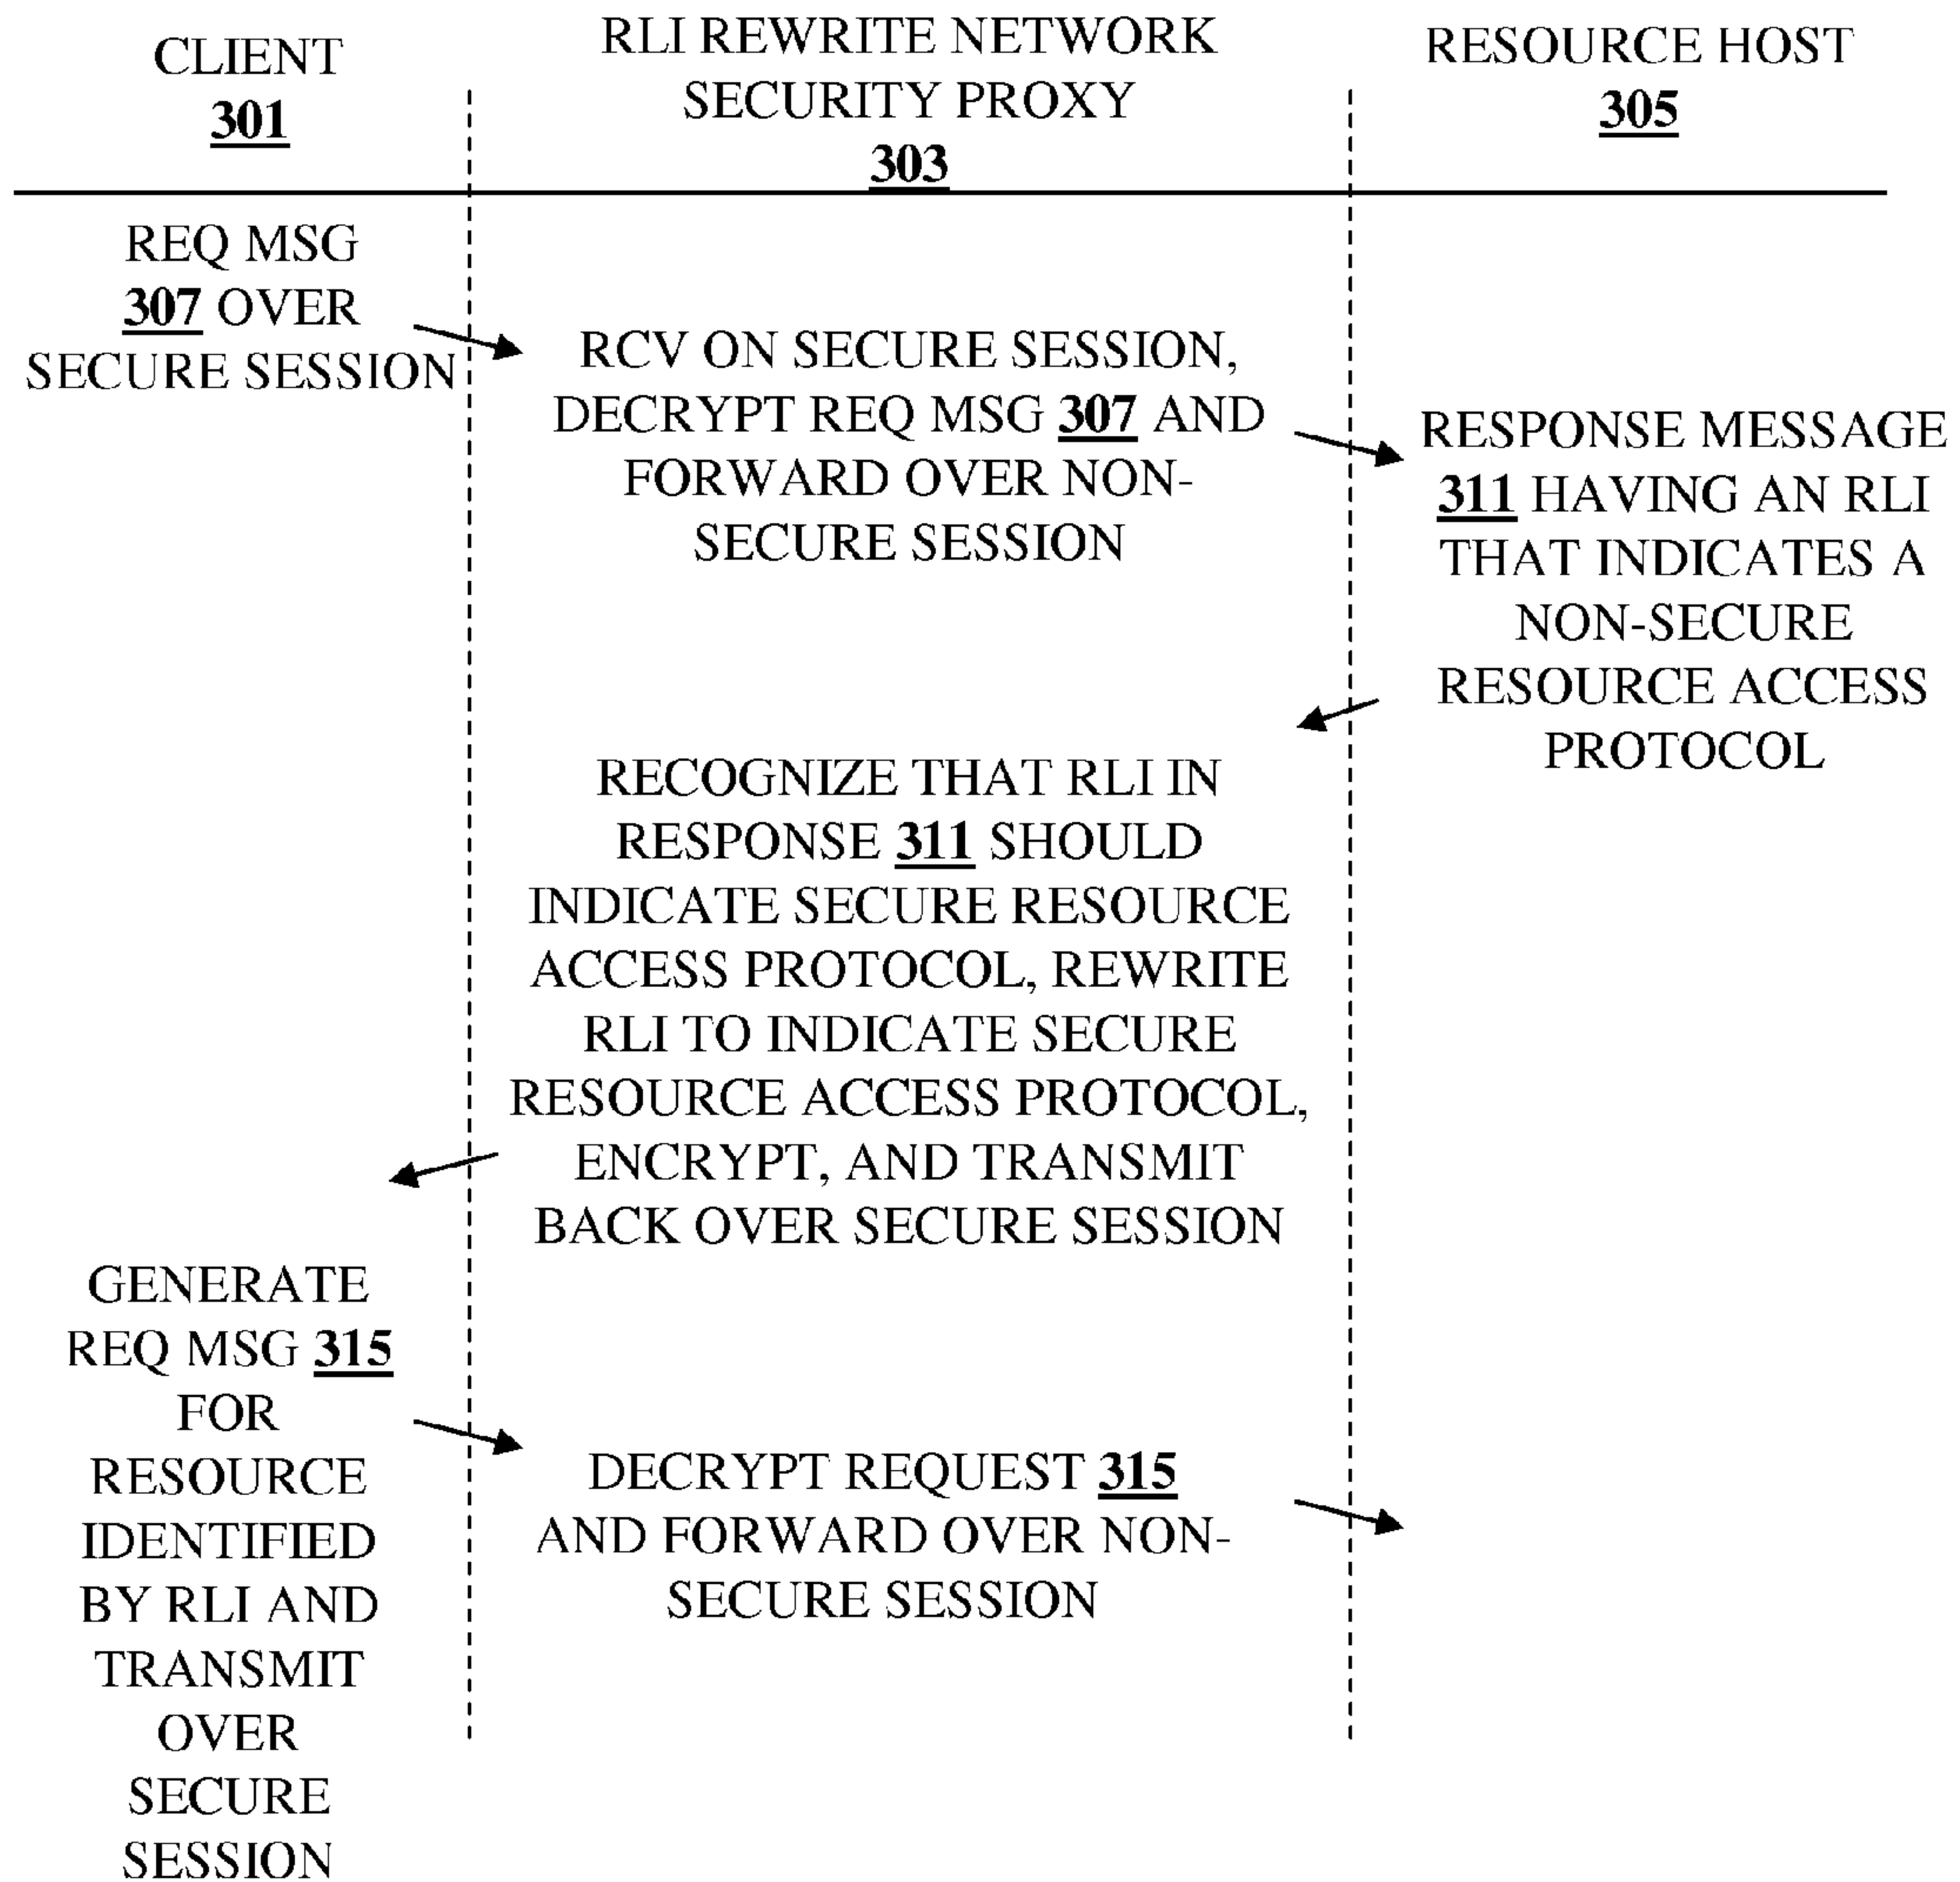 CLIENT
301
RLI REWRITE NETWORK
SECURITY PROXY
303
RESOURCE HOST
305
REQ MSG
307 OVER
SECURE SESSION
RCV ON SECURE SESSION,
DECRYPT REQ MSG 307 AND
FORWARD OVER NON-
SECURE SESSION
RESPONSE MESSAGE
311 HAVING AN RLI
THAT INDICATES A
NON-SECURE
RESOURCE ACCESS
PROTOCOL
RECOGNIZE THAT RLI IN
RESPONSE 311 SHOULD
INDICATE SECURE RESOURCE
ACCESS PROTOCOL, REWRITE
RLI TO INDICATE SECURE
RESOURCE ACCESS PROTOCOL,
ENCRYPT, AND TRANSMIT
BACK OVER SECURE SESSION
GENERATE
REQ MSG 315
FOR
RESOURCE
IDENTIFIED
BY RLI AND
TRANSMIT
OVER
SECURE
SESSION
DECRYPT REQUEST 315
AND FORWARD OVER NON-
SECURE SESSION